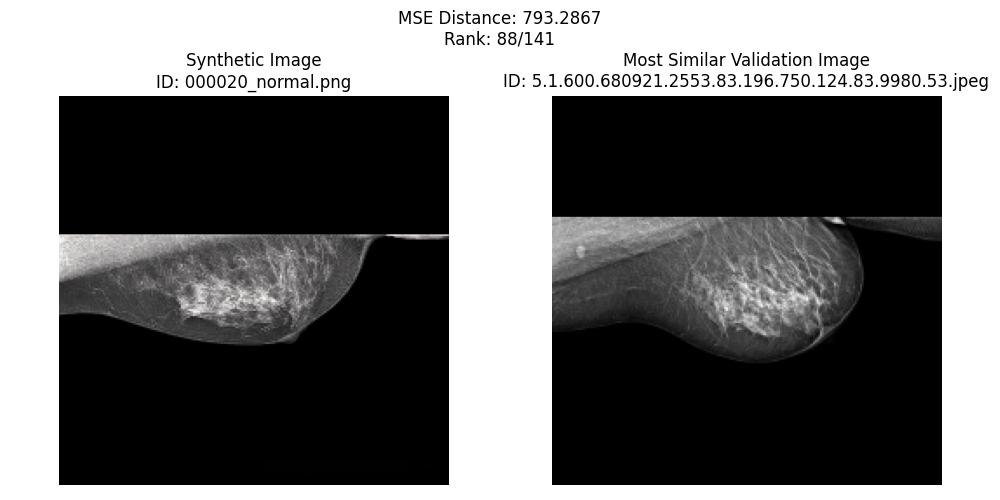 MSE Distance: 793.2867
Rank: 88/141
Synthetic Image
ID: 000020_normal.png
Most Similar Validation Image
ID: 5.1.600.680921.2553.83.196.750.124.83.9980.53.jpeg